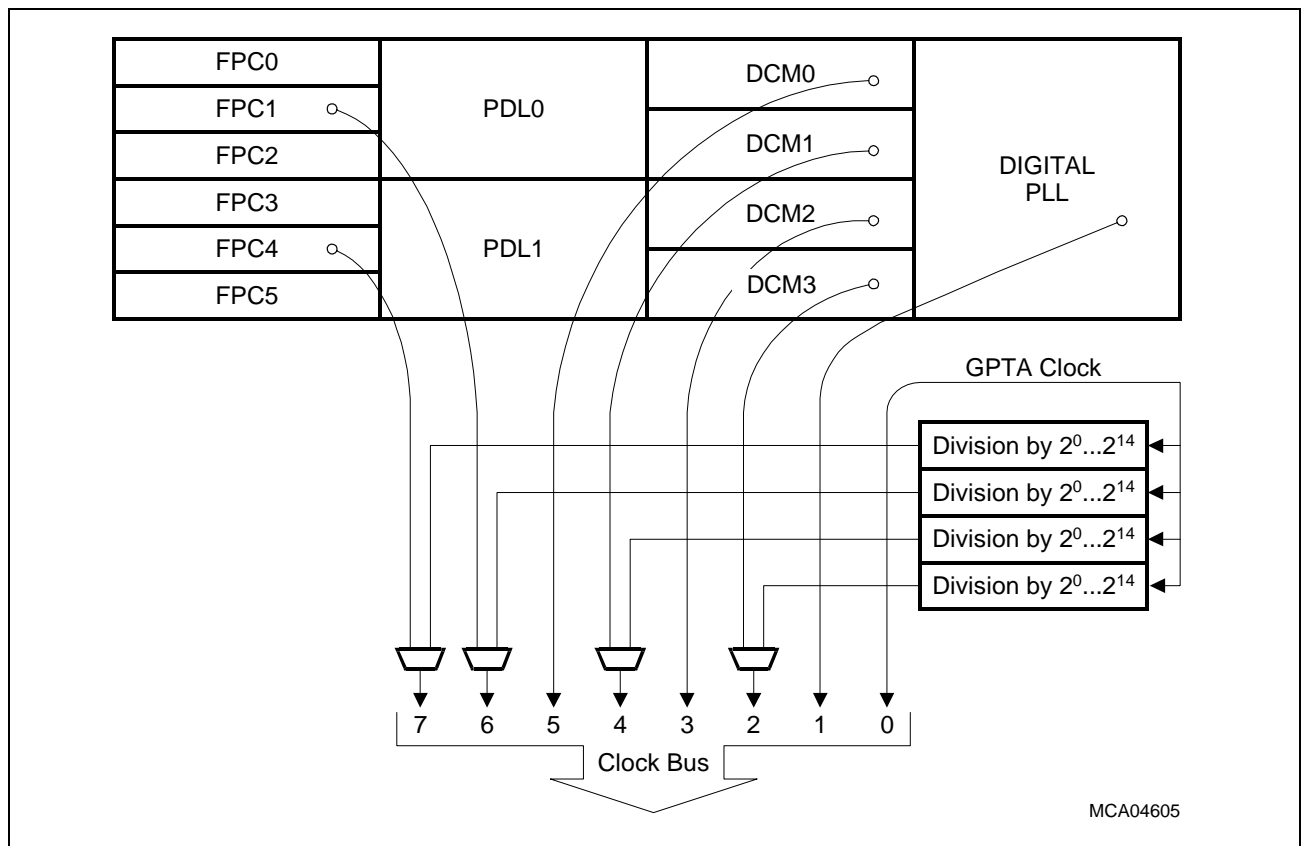 FPC0
FPC1
FPC2
FPC3
FPC4
FPC5
PDL0
PDL1
DCM0
DCM1
DCM2
DCM3
DIGITAL
PLL
GPTA Clock
Division by 2⁰...2¹⁴
Division by 2⁰...2¹⁴
Division by 2⁰...2¹⁴
Division by 2⁰...2¹⁴
7 6 5 4 3 2 1 0
Clock Bus
MCA04605